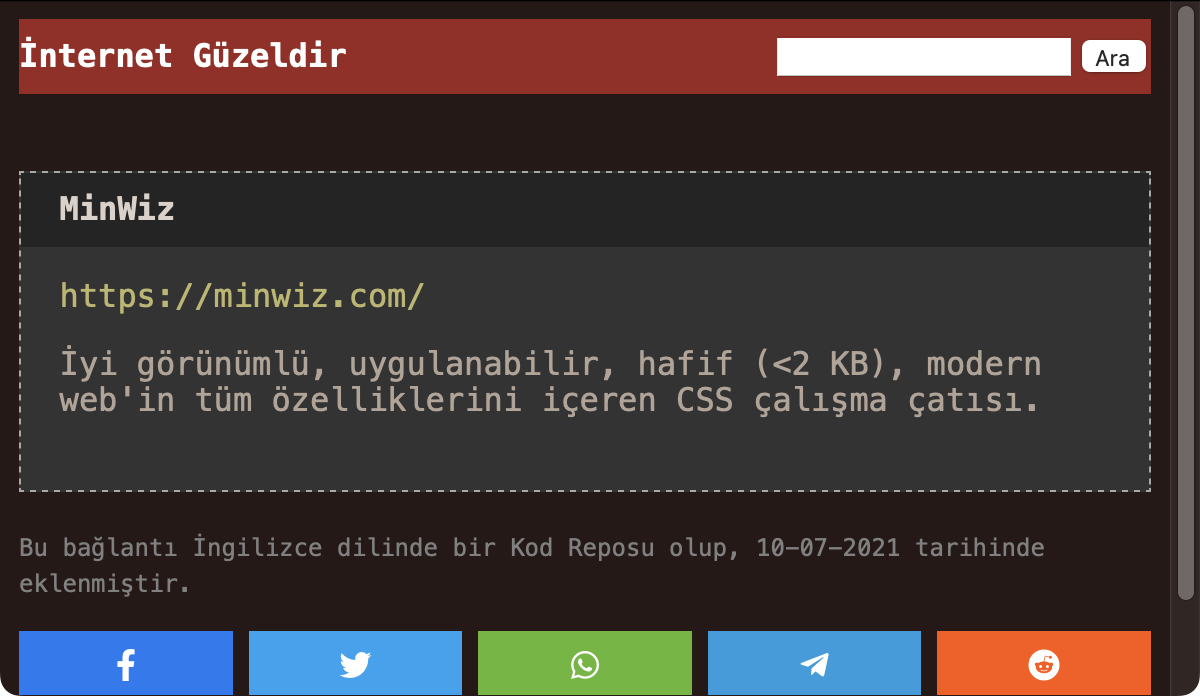 İnternet Güzeldir
Ara
MinWiz
https://minwiz.com/
İyi görünümlü, uygulanabilir, hafif (<2 KB), modern
web'in tüm özelliklerini içeren CSS çalışma çatısı.
Bu bağlantı İngilizce dilinde bir Kod Reposu olup, 10-07-2021 tarihinde
eklenmiştir.